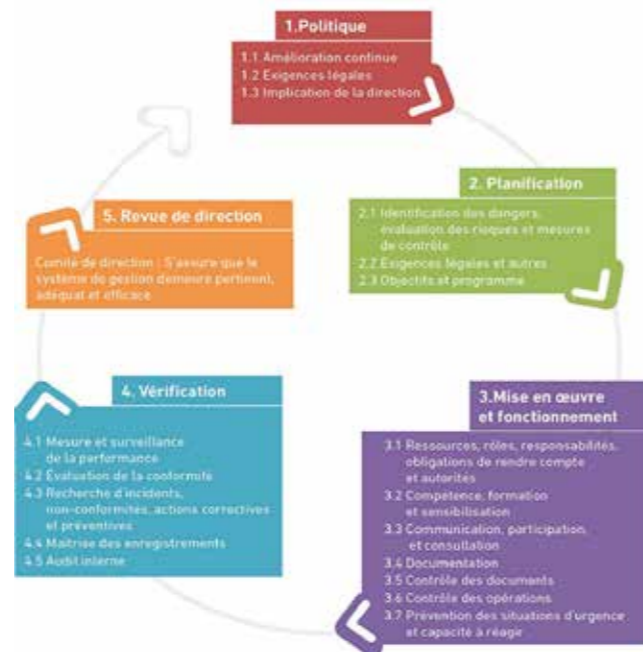 1.Politique
1.1 Amélioration continue
1.2 Exigences légales
1.3 Implication de la direction
2. Planification
2.1 Identification des dangers,
évaluation des risques et mesures
de contrôle
2.2 Exigences légales et autres
2.3 Objectifs et programme
3.Mise en œuvre
et fonctionnement
3.1 Ressources, rôles, responsabilités,
obligations de rendre compte
et autorités
3.2 Compétence, formation
et sensibilisation
3.3 Communication, participation,
et consultation
3.4 Documentation
3.5 Contrôle des documents
3.6 Contrôle des opérations
3.7 Prévention des situations d'urgence
et capacité à réagir
4. Vérification
4.1 Mesure et surveillance
de la performance
4.2 Évaluation de la conformité
4.3 Recherche d'incidents,
non-conformités, actions correctives
et préventives
4.4 Maîtrise des enregistrements
4.5 Audit interne
5. Revue de direction
Comité de direction : S'assure que le
système de gestion demeure pertinent,
adéquat et efficace